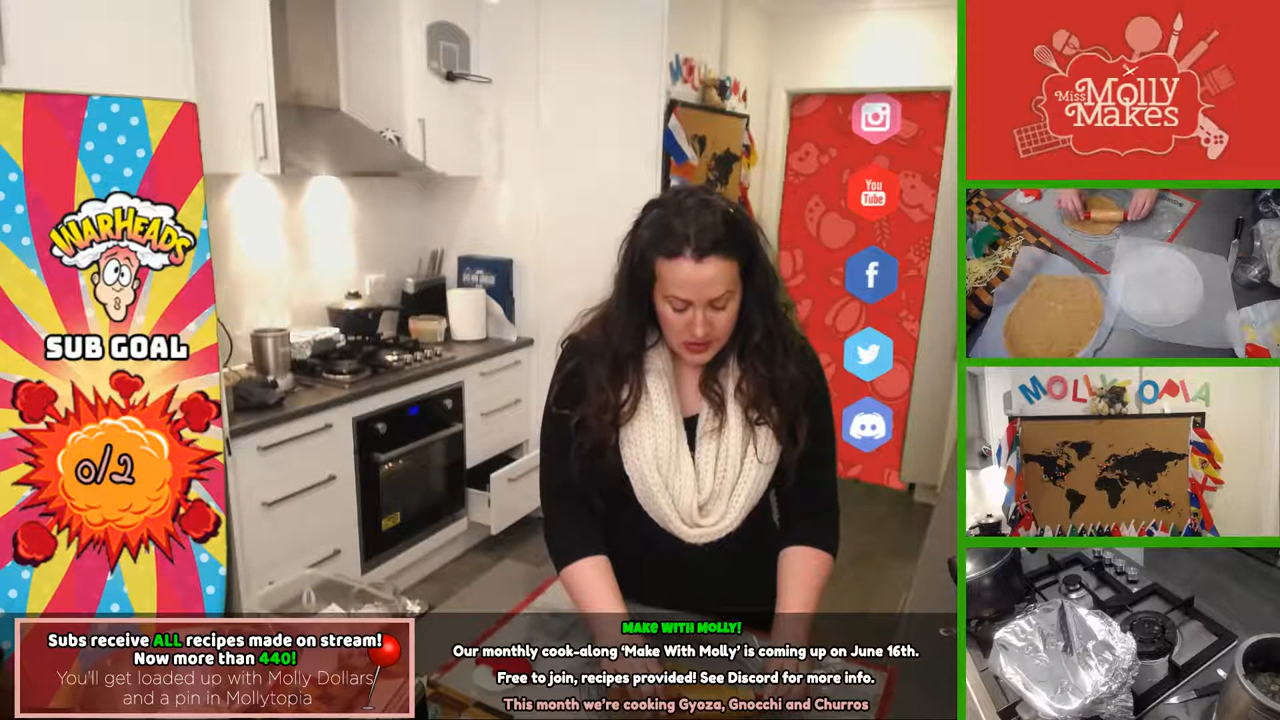 WARHEADS
SUB GOAL
0/2
Subs receive ALL recipes made on stream!
Now more than 440!
You'll get loaded up with Molly Dollars
and a pin in Mollytopia
MOLLYTOPIA
You
Tube
MAKE WITH MOLLY!
Our monthly cook-along ‘Make With Molly’ is coming up on June 16th.
Free to join, recipes provided! See Discord for more info.
This month we're cooking Gyoza, Gnocchi and Churros
Miss Molly
Makes
MOLLYTOPIA